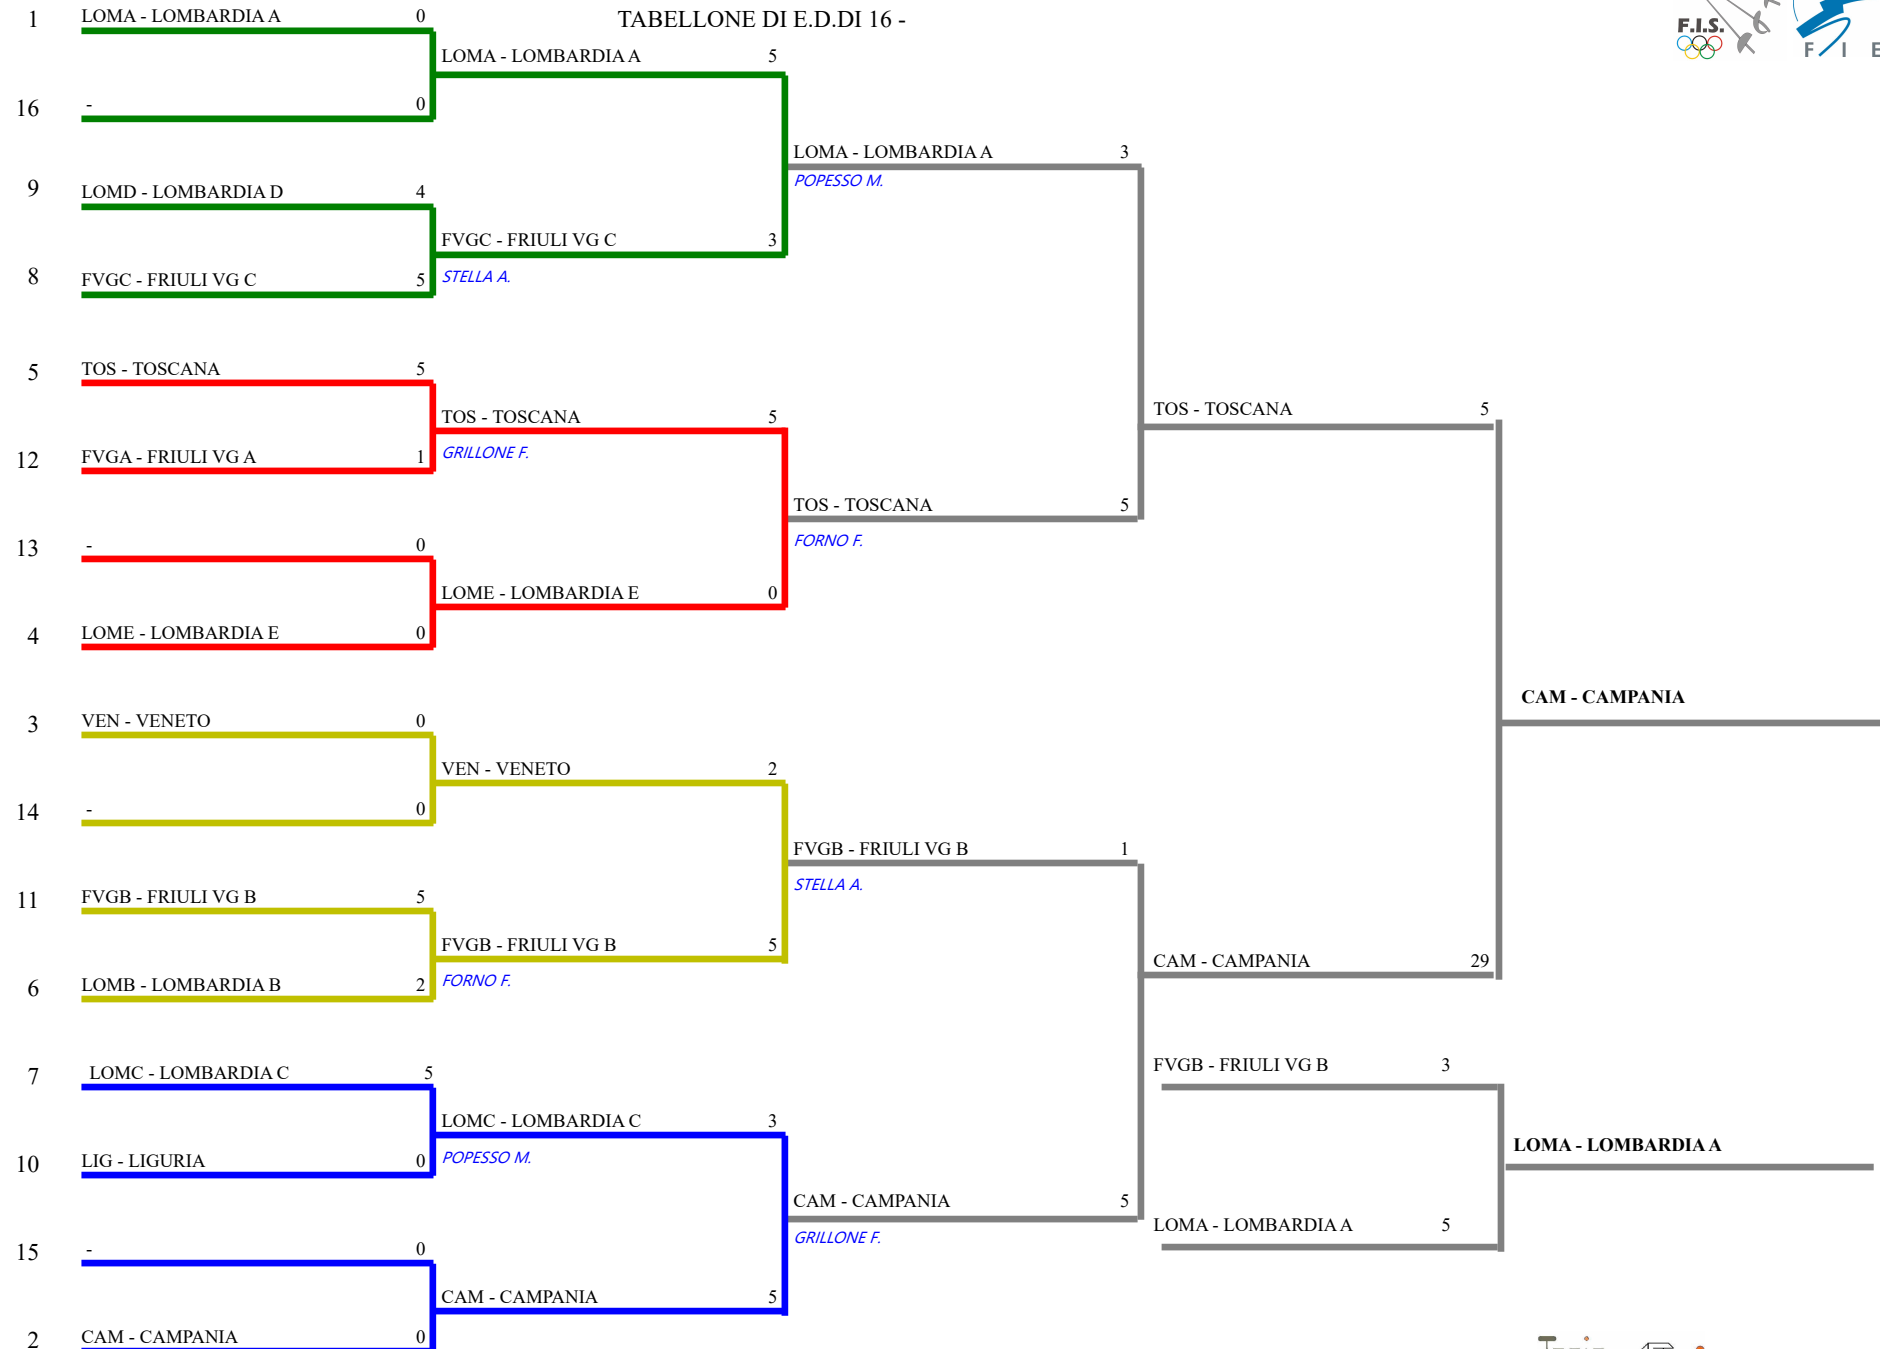 TABELLONE DI E.D.DI 16 -
F.I.S.
F I E
1 LOMA - LOMBARDIA A 0
LOMA - LOMBARDIA A 5
16 - 0
LOMA - LOMBARDIA A 3
POPESSO M.
9 LOMD - LOMBARDIA D 4
FVGC - FRIULI VG C 3
STELLA A.
8 FVGC - FRIULI VG C 5
5 TOS - TOSCANA 5
TOS - TOSCANA 5
GRILLONE F.
TOS - TOSCANA 5
12 FVGA - FRIULI VG A 1
TOS - TOSCANA 5
FORNO F.
13 - 0
LOME - LOMBARDIA E 0
4 LOME - LOMBARDIA E 0
CAM - CAMPANIA
3 VEN - VENETO 0
VEN - VENETO 2
14 - 0
FVGB - FRIULI VG B 1
STELLA A.
11 FVGB - FRIULI VG B 5
FVGB - FRIULI VG B 5
FORNO F.
CAM - CAMPANIA 29
6 LOMB - LOMBARDIA B 2
7 LOMC - LOMBARDIA C 5
FVGB - FRIULI VG B 3
LOMC - LOMBARDIA C 3
POPESSO M.
LOMA - LOMBARDIA A
10 LIG - LIGURIA 0
CAM - CAMPANIA 5
GRILLONE F.
LOMA - LOMBARDIA A 5
15 - 0
CAM - CAMPANIA 5
2 CAM - CAMPANIA 0